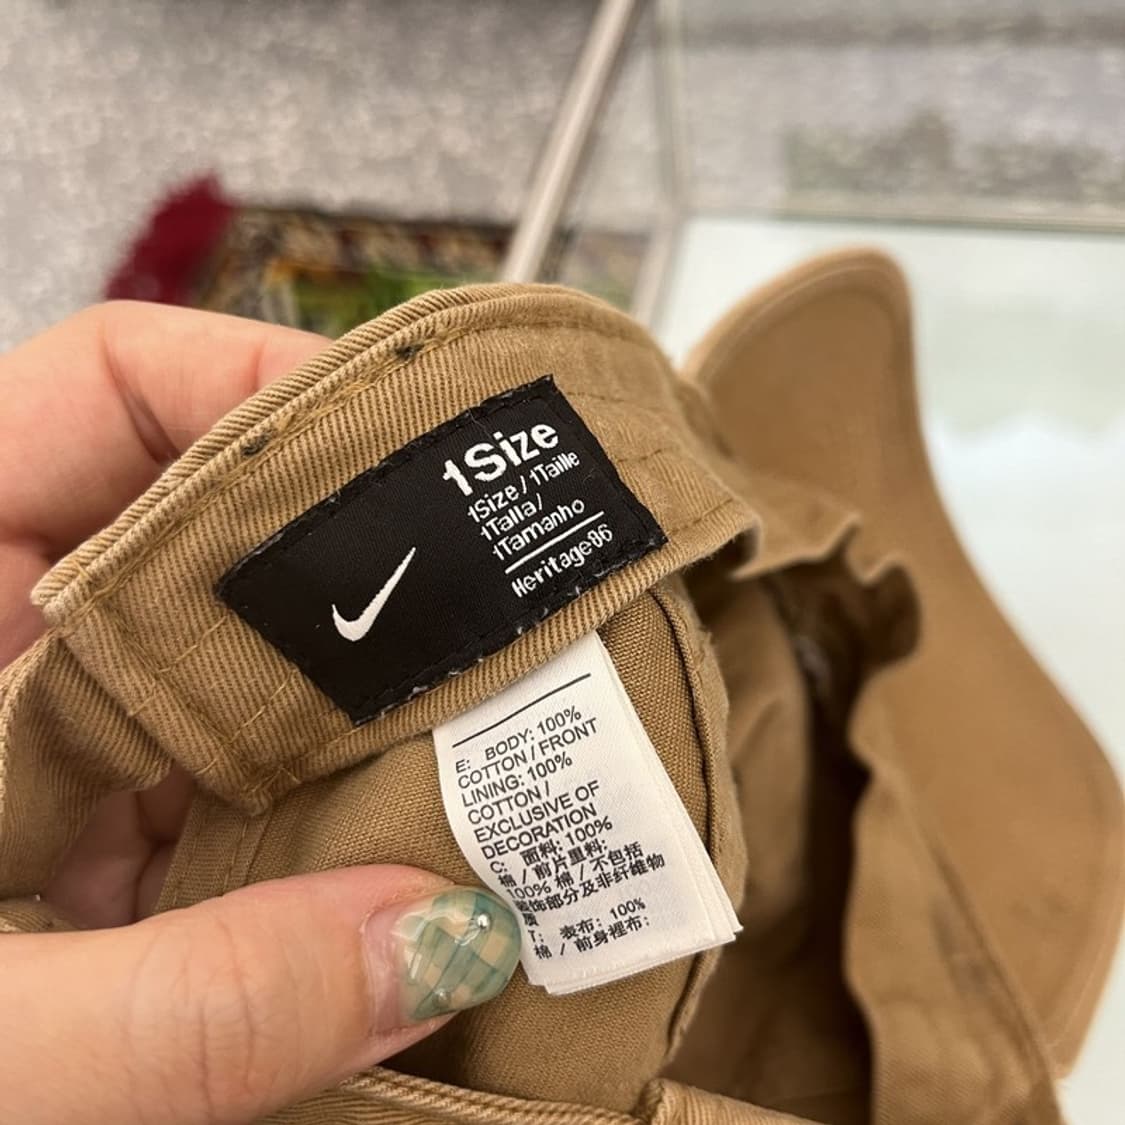 1Size
1Size/1Taille
1Talla/
1Tamanho
Heritage86
E: BODY: 100%
COTTON / FRONT
LINING: 100%
COTTON /
EXCLUSIVE OF
DECORATION
C: 面料: 100%
棉 / 前片里料:
100% 棉 / 不包括
装饰部分及非纤维物
质
T: 表布: 100%
棉 / 前身裡布: